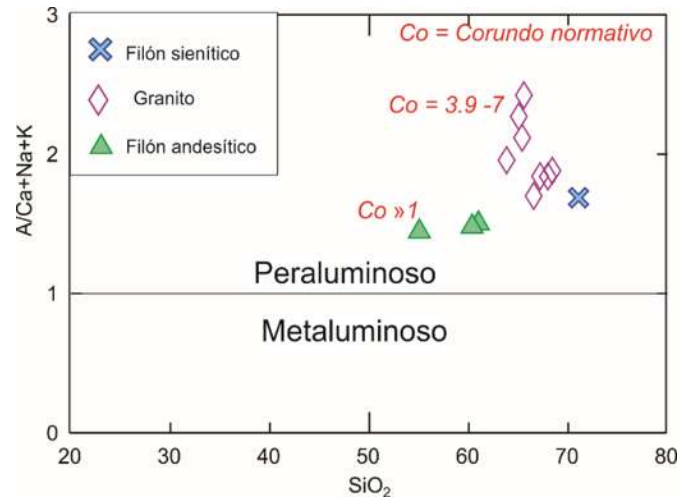 3
Co = Corundo normativo
Filón sienítico
Granito
Filón andesítico
Co = 3.9 -7
2
A/Ca+Na+K
Co »1
Peraluminoso
1
Metaluminoso
0
20
30
40
50
60
70
80
SiO₂